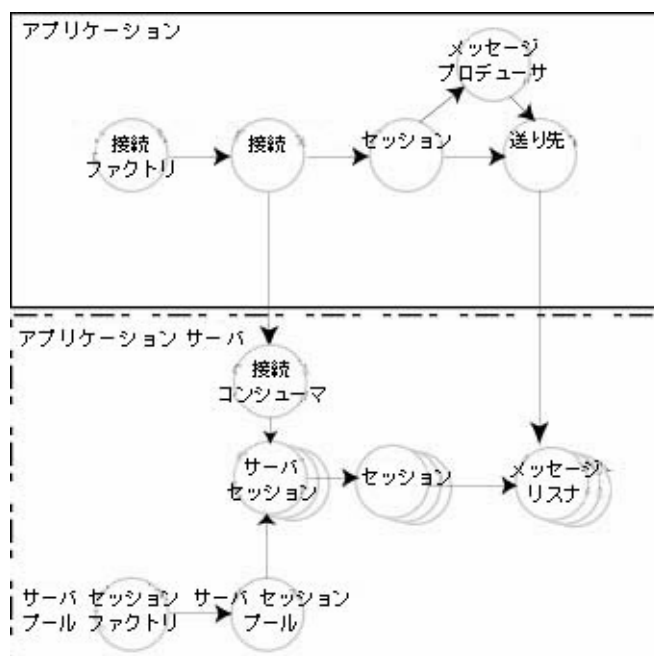 アプリケーション
メッセージ
プロデューサ
接続
ファクトリ
接続
セッション
送り先
アプリケーション サーバ
接続
コンシューマ
サーバ
セッション
セッション
メッセージ
リスナ
サーバ セッション
プール ファクトリ
サーバ セッション
プール